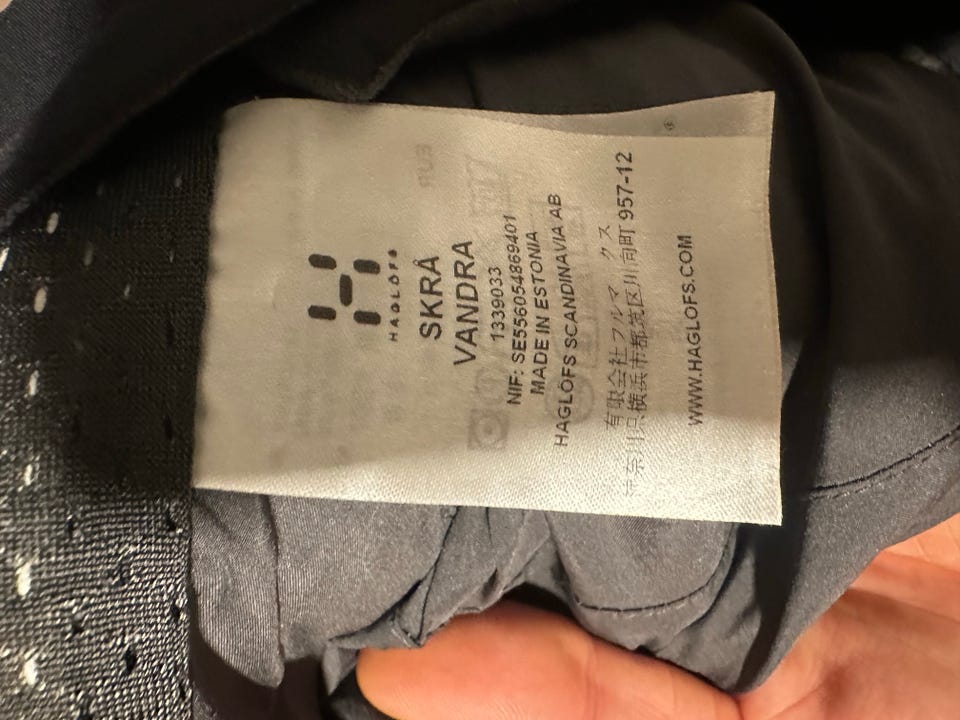 HAGLÖFS
SKRÅ
VANDRA
1339033
NIF: SE556054869401
MADE IN ESTONIA
HAGLÖFS SCANDINAVIA AB
有限会社フルマークス
神奈川県横浜市都筑区川向町 957-12
WWW.HAGLOFS.COM